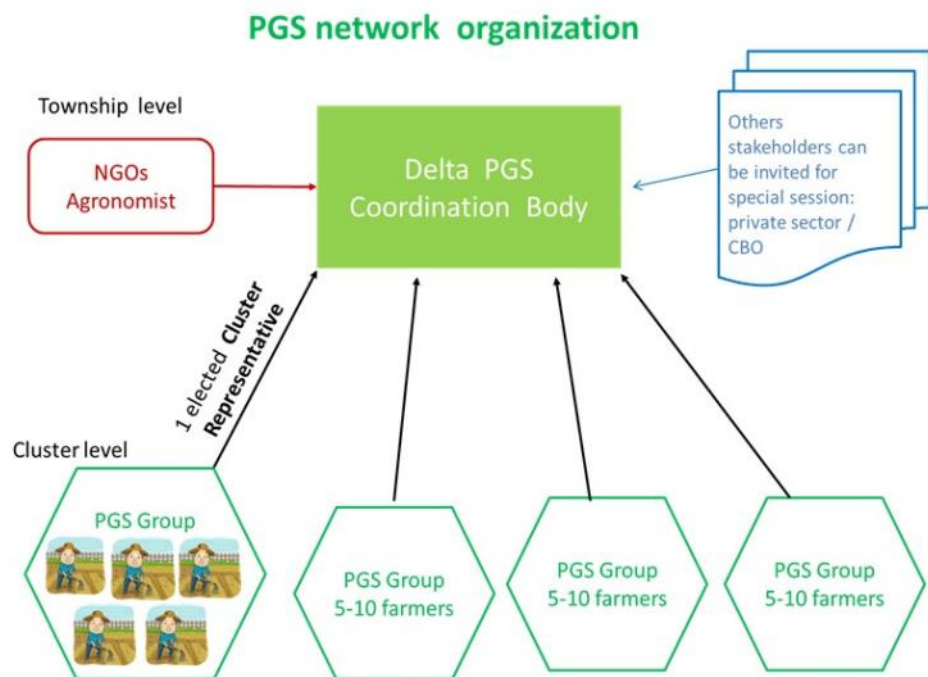 PGS network organization
Township level
NGOs
Agronomist
Delta PGS
Coordination Body
Others
stakeholders can
be invited for
special session:
private sector /
CBO
1 elected Cluster
Representative
Cluster level
PGS Group
PGS Group
5-10 farmers
PGS Group
5-10 farmers
PGS Group
5-10 farmers